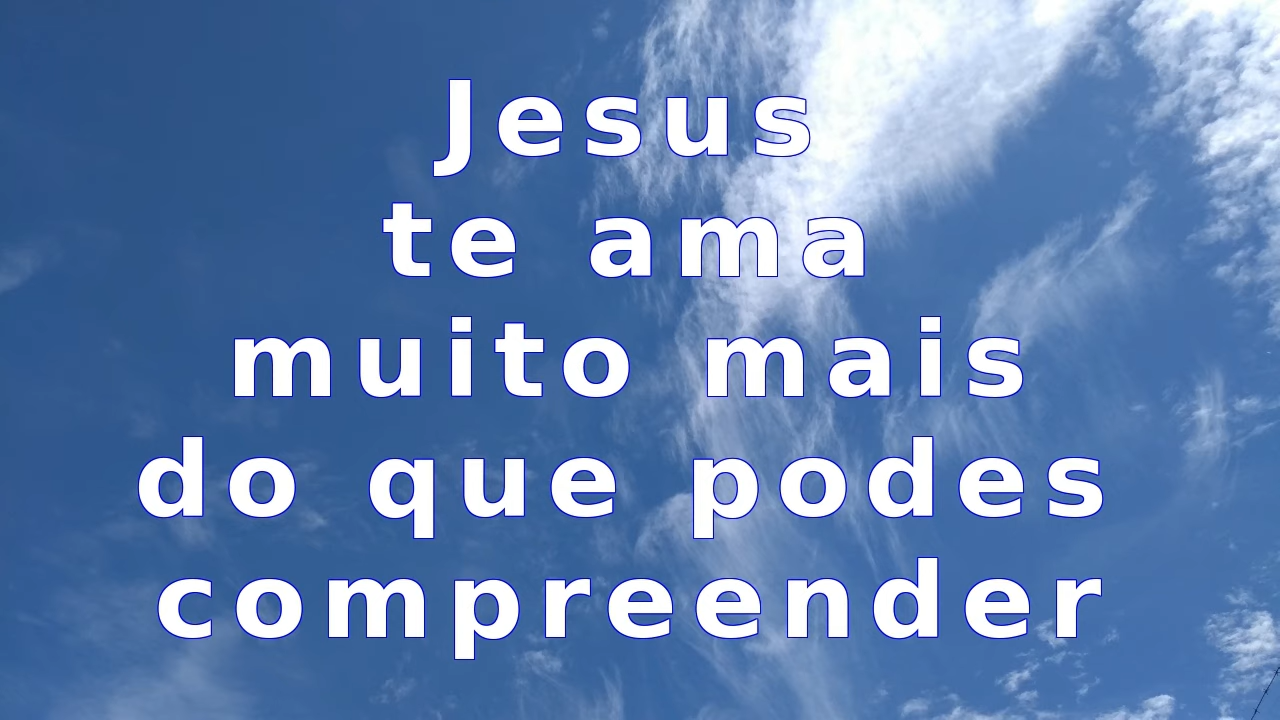 Jesus
te ama
muito mais
do que podes
compreender